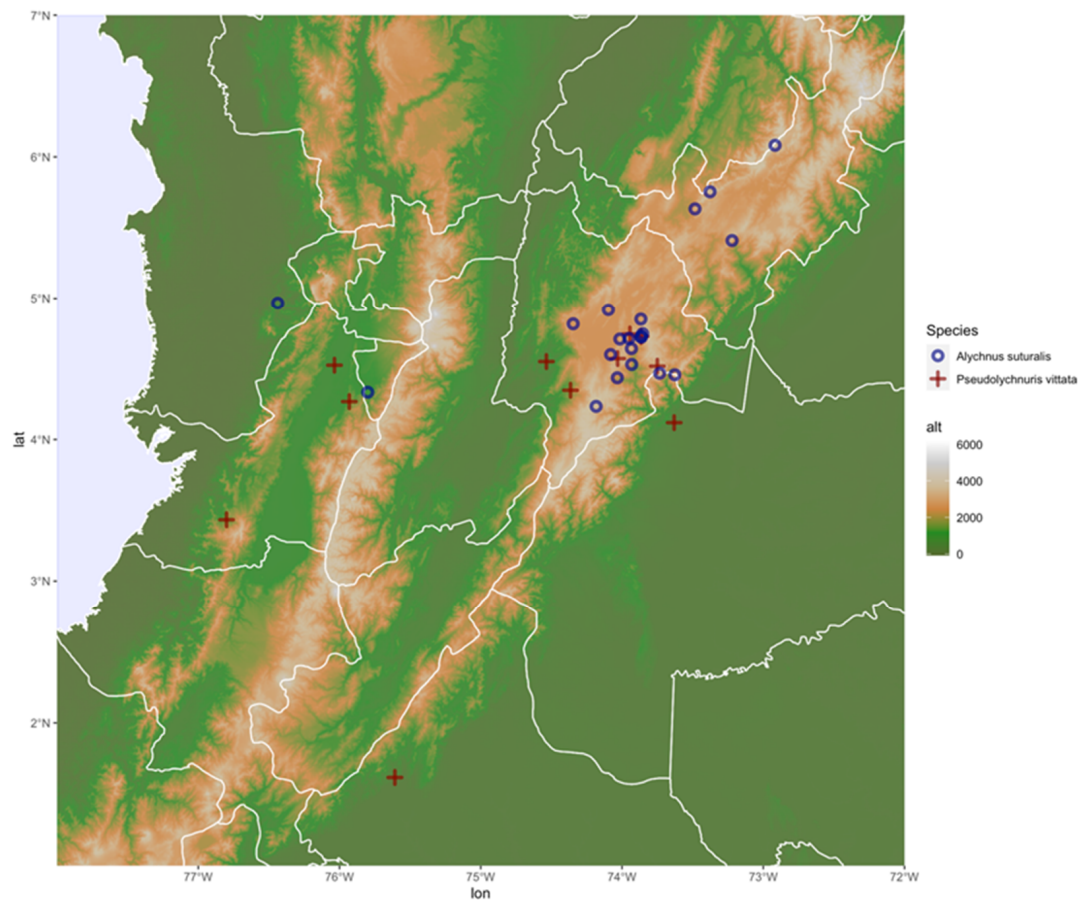 7°N
6°N
5°N
4°N
3°N
2°N
lat
77°W
76°W
75°W
74°W
73°W
72°W
lon
Species
Alychnus suturalis
Pseudolychnuris vittata
alt
6000
4000
2000
0